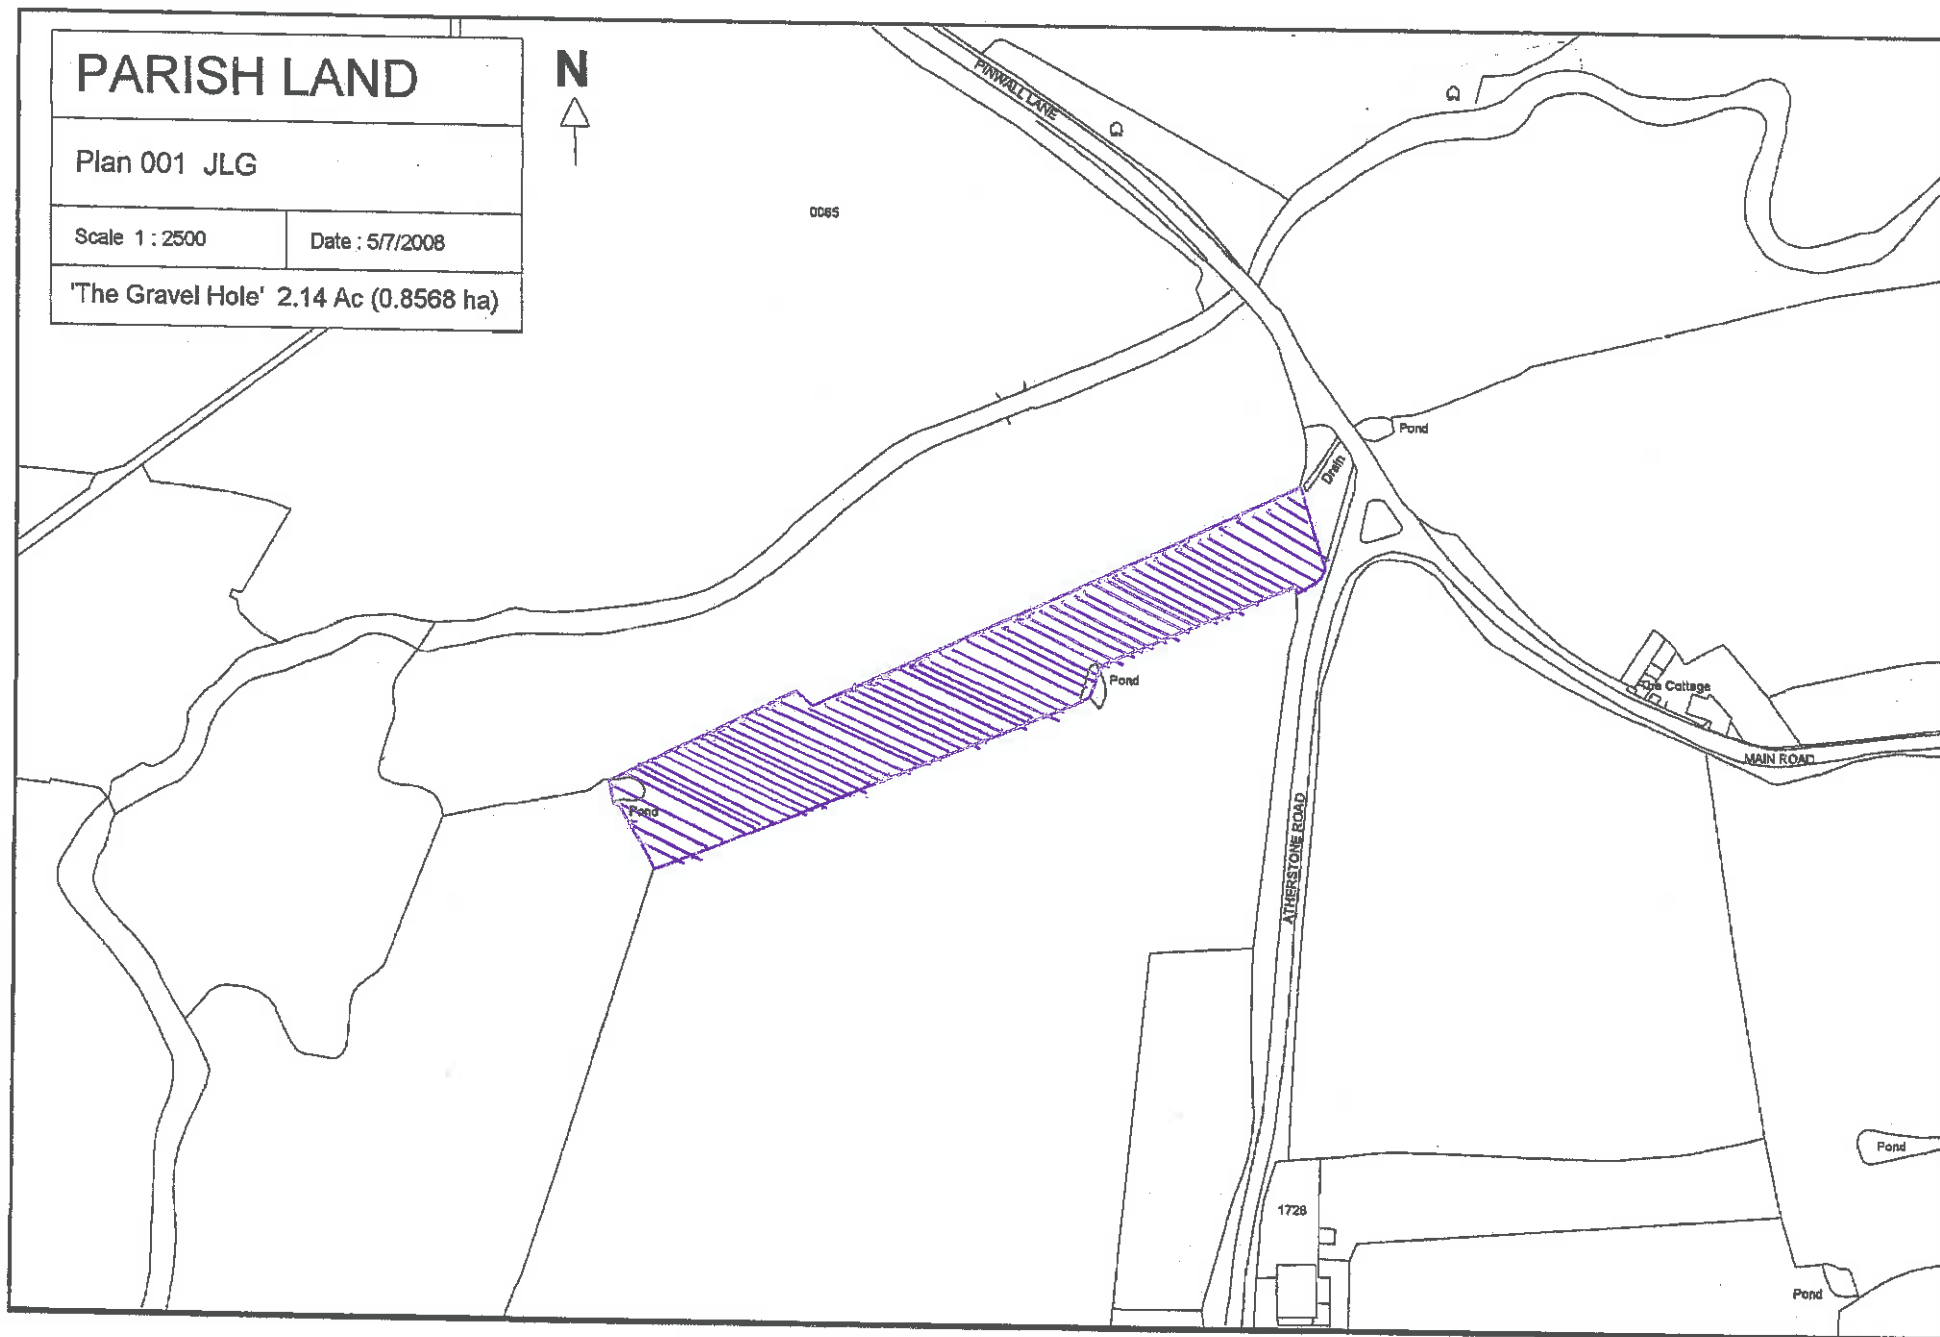 PARISH LAND
Plan 001 JLG
Scale 1 : 2500
Date : 5/7/2008
'The Gravel Hole' 2.14 Ac (0.8568 ha)
N
PINWALL LANE
0065
Pond
Drain
Pond
The Cottage
MAIN ROAD
Pond
ATHERSTONE ROAD
Pond
1728
Pond